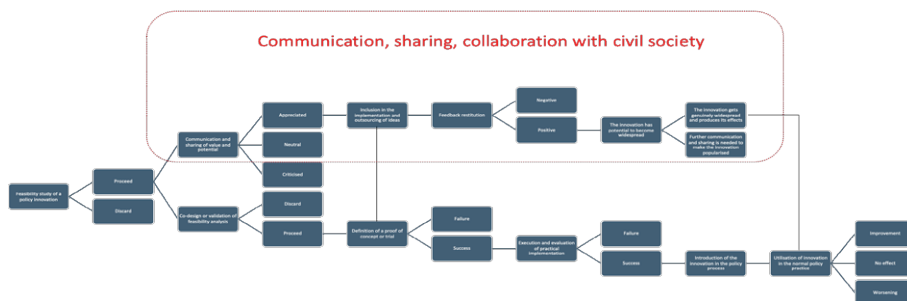 Communication, sharing, collaboration with civil society
Negative
Appreciated
Inclusion in the
implementation and
outsourcing of ideas
Feedback restitution
The innovation gets
genuinely widespread
and produces its effects
Positive
The innovation has
potential to become
widespread
Communication and
sharing of value and
potential
Neutral
Further communication
and sharing is needed to
make the innovation
popularised
Criticised
Proceed
Feasibility study of a
policy innovation
Discard
Co-design or validation of
feasibility analysis
Discard
Proceed
Definition of a proof of
concept or trial
Failure
Success
Execution and evaluation
of practical
implementation
Failure
Success
Introduction of the
innovation in the policy
process
Utilisation of innovation
in the normal policy
practice
Improvement
No effect
Worsening